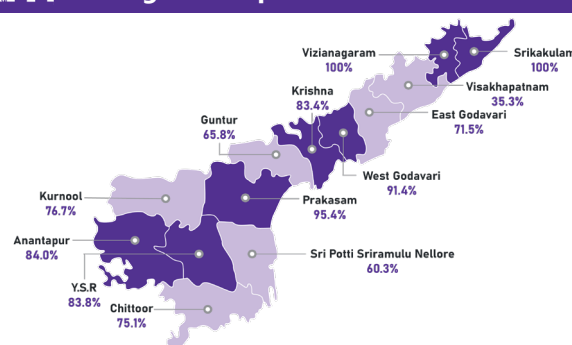 Vizianagaram
100%
Srikakulam
100%
Visakhapatnam
35.3%
Krishna
83.4%
East Godavari
71.5%
Guntur
65.8%
West Godavari
91.4%
Kurnool
76.7%
Prakasam
95.4%
Anantapur
84.0%
Sri Potti Sriramulu Nellore
60.3%
Y.S.R
83.8%
Chittoor
75.1%